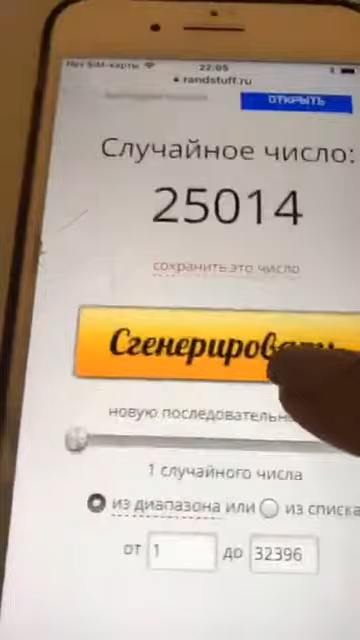 Нет SIM-карты 22:05
randstuff.ru
ОТКРЫТЬ
Случайное число:
25014
сохранить это число
Сгенерировать
новую последовательн
1 случайного числа
из диапазона или из списка
от 1 до 32396